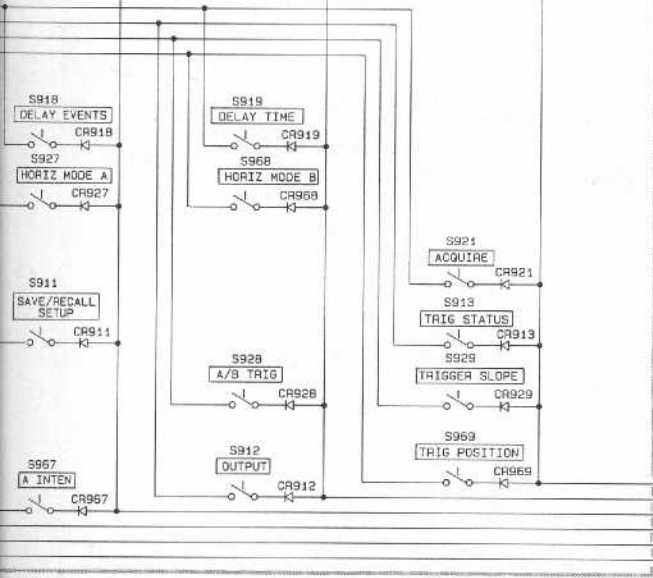 S918
DELAY EVENTS
CR918
S927
HORIZ MODE A
CR927
S911
SAVE/RECALL
SETUP
CR911
S967
A INTEN
CR967
S919
DELAY TIME
CR919
S968
HORIZ MODE B
CR968
S928
A/B TRIG
CR928
S912
OUTPUT
CR912
S921
ACQUIRE
CR921
S913
TRIG STATUS
CR913
S929
TRIGGER SLOPE
CR929
S969
TRIG POSITION
CR969